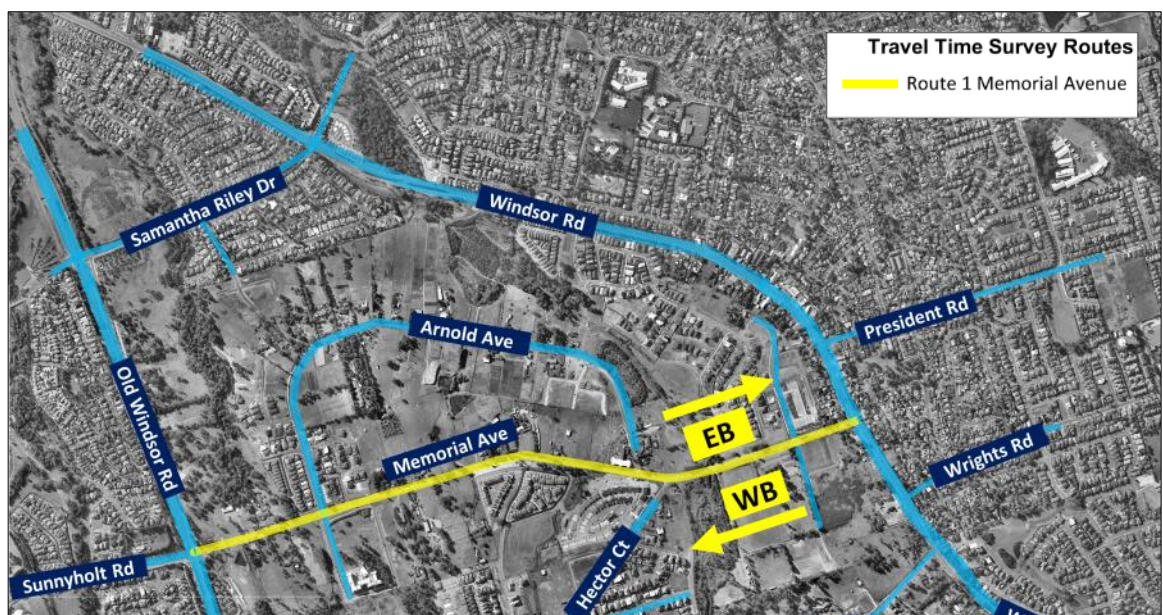 Travel Time Survey Routes
Route 1 Memorial Avenue
Samantha Riley Dr
Windsor Rd
President Rd
Arnold Ave
Old Windsor Rd
EB
Memorial Ave
Wrights Rd
WB
Sunnyholt Rd
Hector Ct